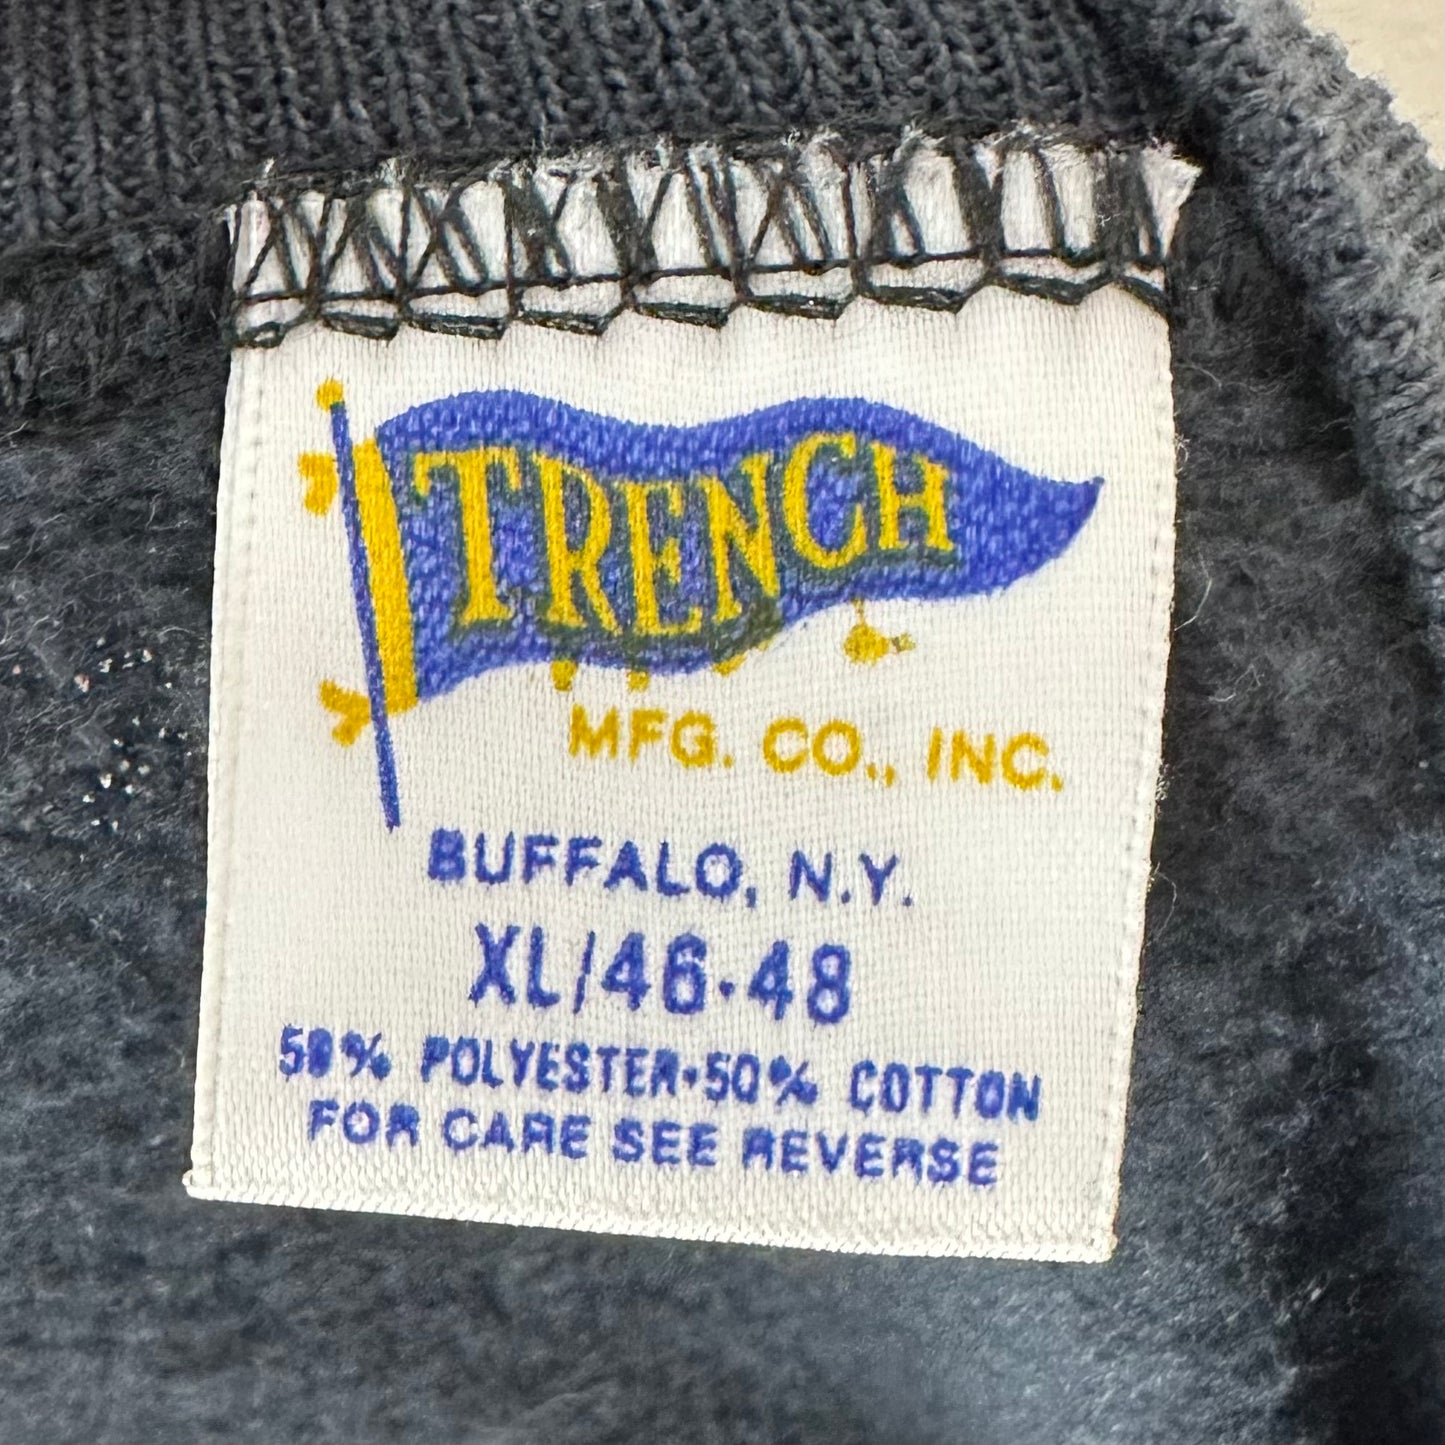 TRENCH
MFG. CO., INC.
BUFFALO, N.Y.
XL/46-48
50% POLYESTER•50% COTTON
FOR CARE SEE REVERSE